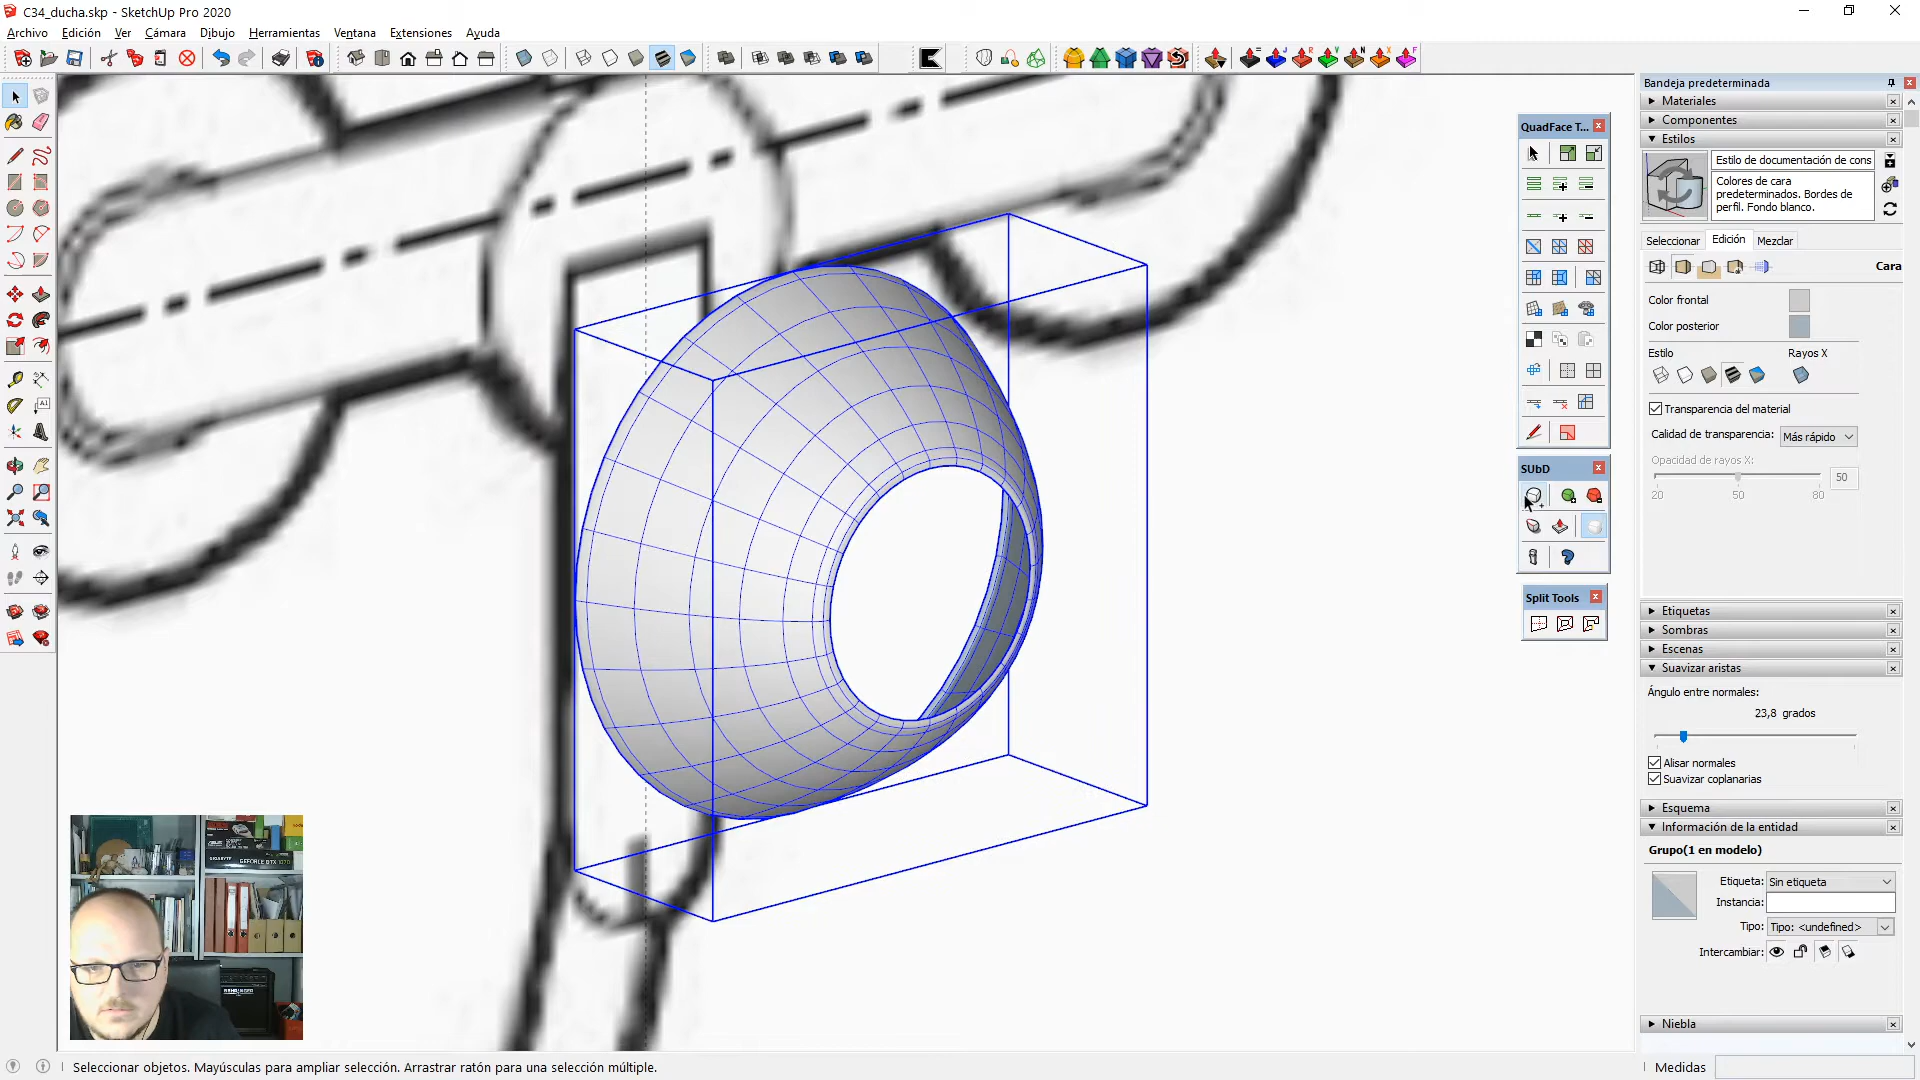 C34_ducha.skp - SketchUp Pro 2020
Archivo Edición Ver Cámara Dibujo Herramientas Ventana Extensiones Ayuda
Bandeja predeterminada
Materiales
Componentes
Estilos
Estilo de documentación de cons
Colores de cara
predeterminados. Bordes de
perfil. Fondo blanco.
Seleccionar Edición Mezclar
Cara
Color frontal
Color posterior
Estilo Rayos X
Transparencia del material
Calidad de transparencia: Más rápido
Opacidad de rayos X:
50
20 50 80
Etiquetas
Sombras
Escenas
Suavizar aristas
Ángulo entre normales:
23,8 grados
Alisar normales
Suavizar coplanarias
Esquema
Información de la entidad
Grupo(1 en modelo)
Etiqueta: Sin etiqueta
Instancia:
Tipo: Tipo: <undefined>
Intercambiar:
Niebla
QuadFace T...
SUbD
Split Tools
GEFORCE GTX 1070
Seleccionar objetos. Mayúsculas para ampliar selección. Arrastrar ratón para una selección múltiple.
Medidas